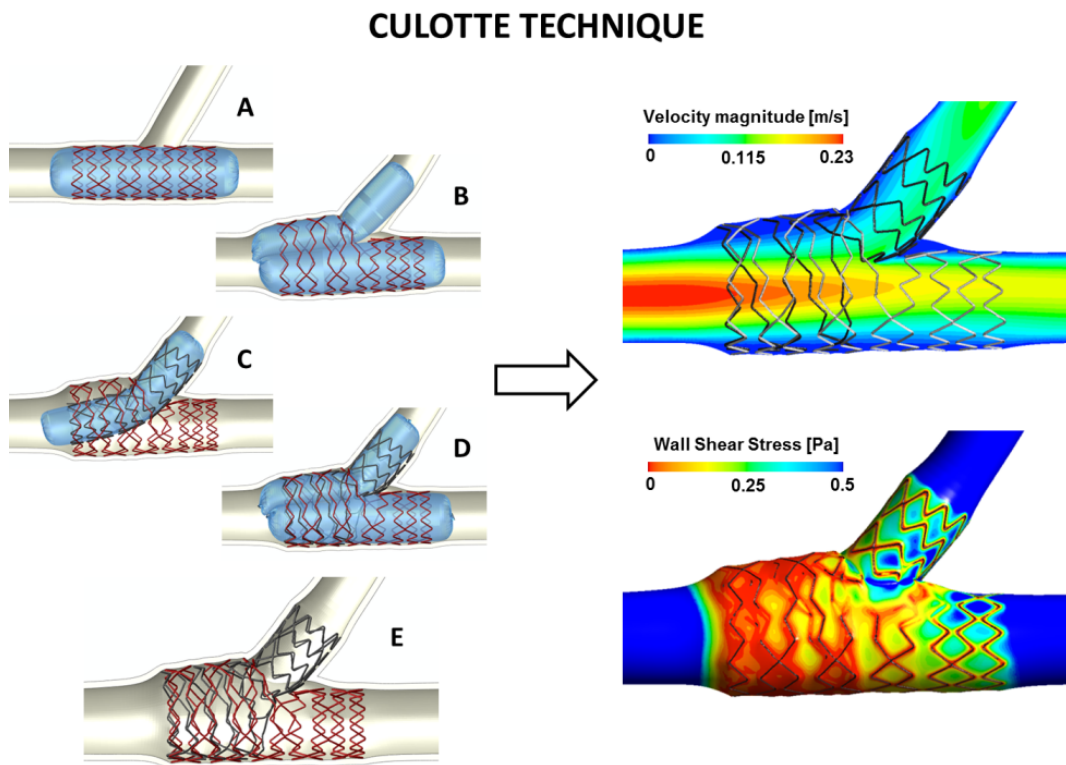 CULOTTE TECHNIQUE
A
B
C
D
E
Velocity magnitude [m/s]
0 0.115 0.23
Wall Shear Stress [Pa]
0 0.25 0.5